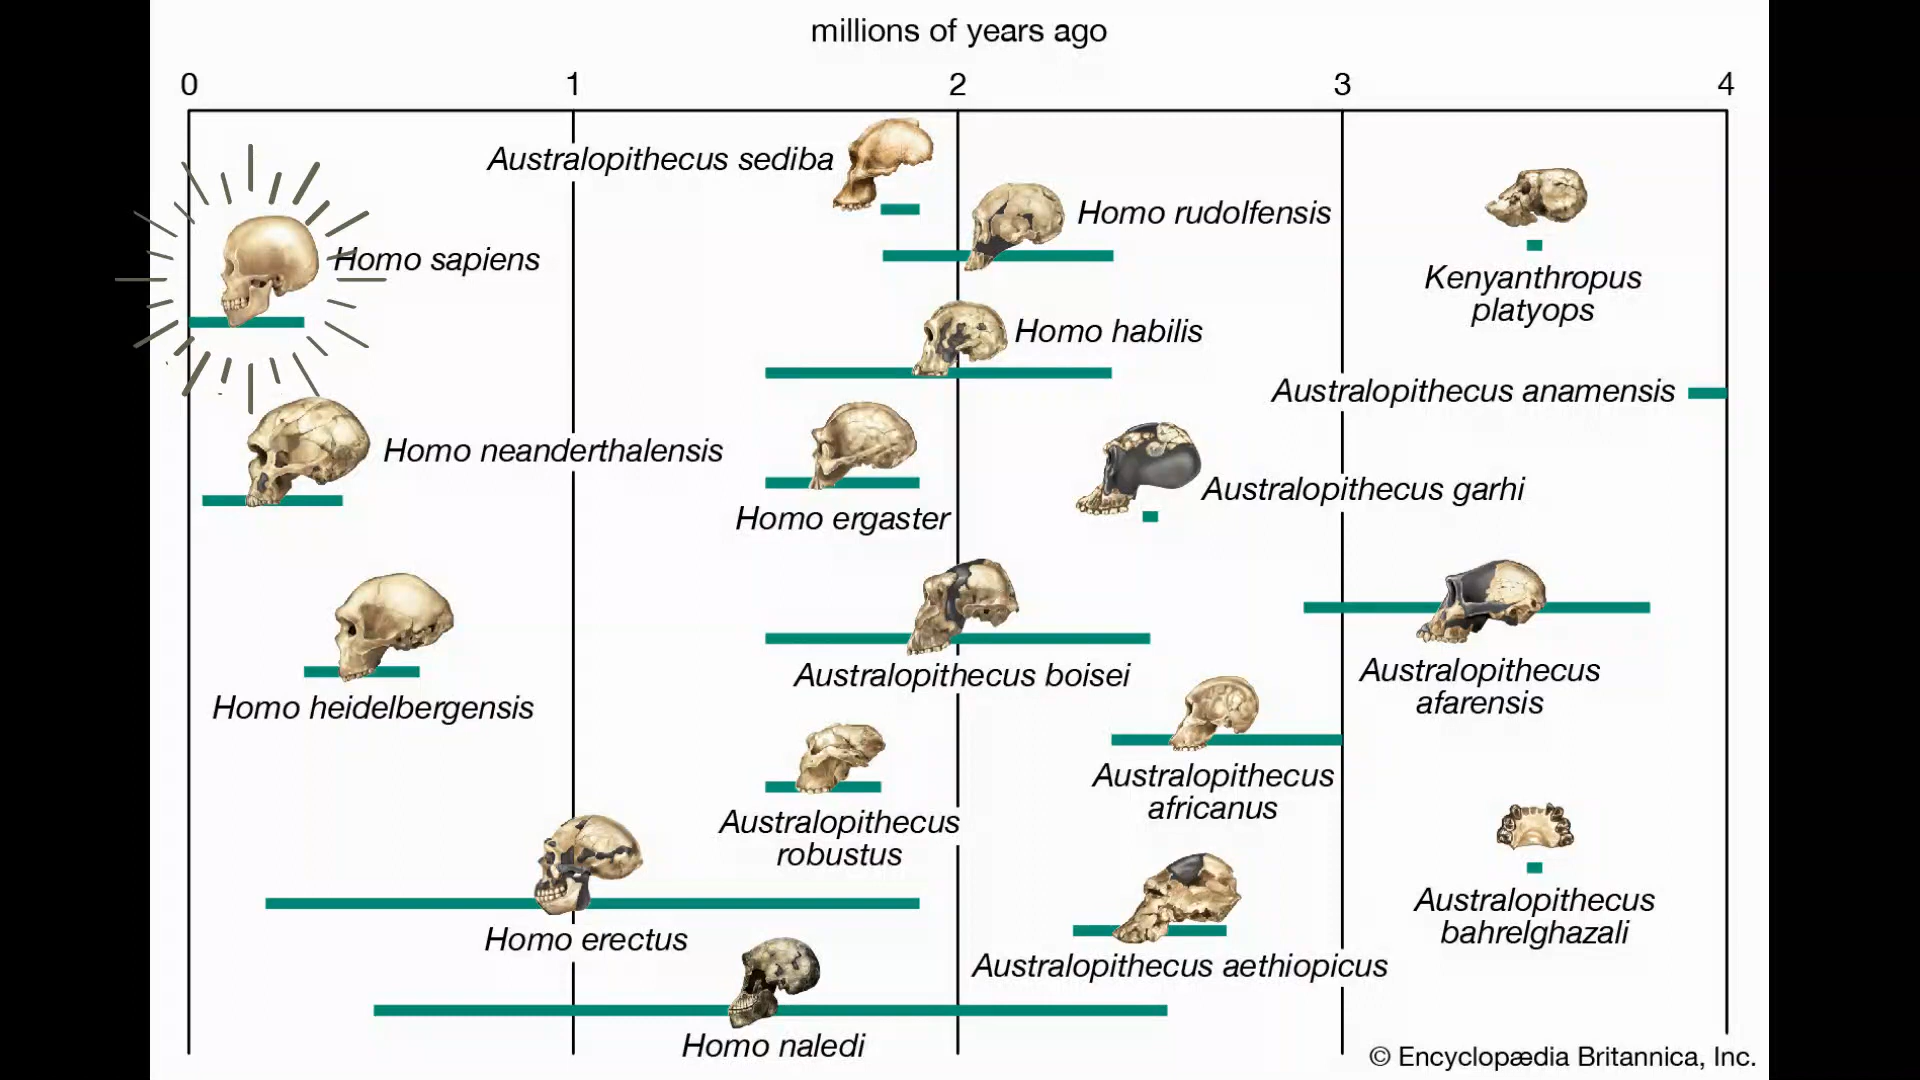 millions of years ago
0 1 2 3 4
Australopithecus sediba
Homo rudolfensis
Homo sapiens
Kenyanthropus
platyops
Homo habilis
Australopithecus anamensis
Homo neanderthalensis
Australopithecus garhi
Homo ergaster
Australopithecus boisei
Australopithecus
afarensis
Homo heidelbergensis
Australopithecus
africanus
Australopithecus
robustus
Australopithecus
bahrelghazali
Homo erectus
Australopithecus aethiopicus
Homo naledi
© Encyclopædia Britannica, Inc.